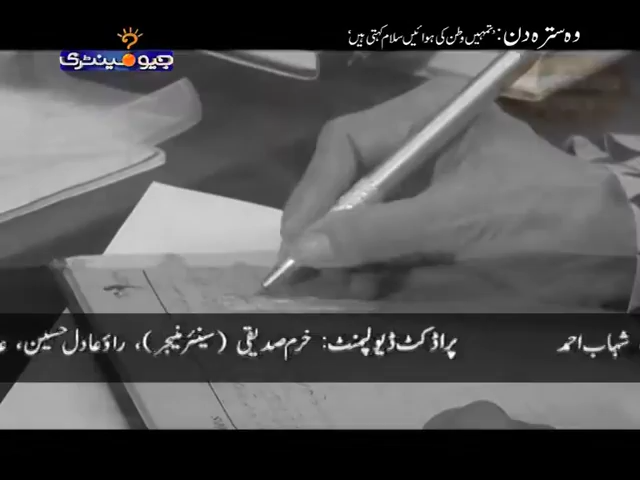 وہ سترہ دن: 'تمہیں وطن کی ہوائیں سلام کہتی ہیں'
جیو مینٹری
شہاب احمد پراڈکٹ ڈیولپمنٹ: خرم صدیقی (سینئر منیجر)، راؤ عادل حسین،